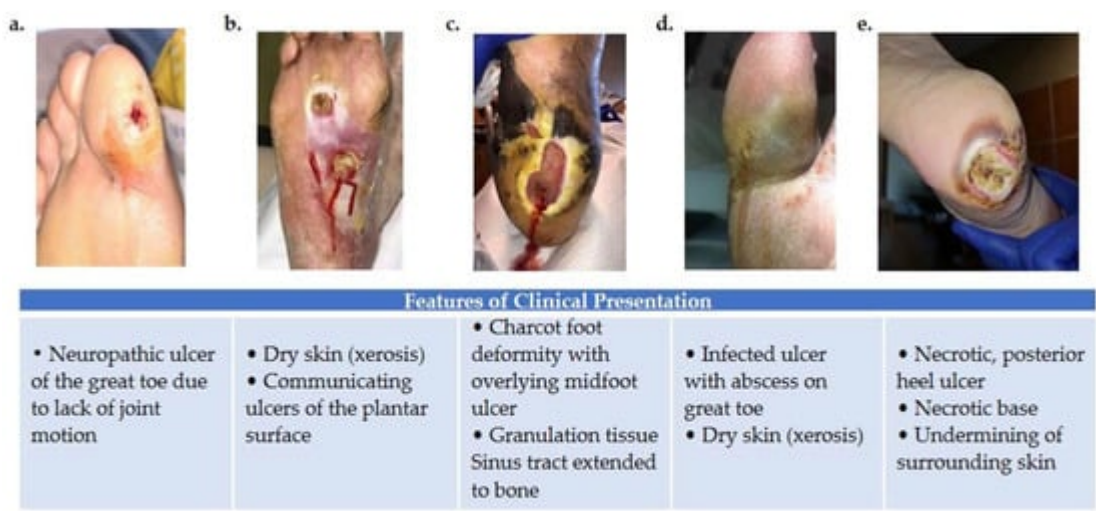 a.
b.
c.
d.
e.
Features of Clinical Presentation
• Neuropathic ulcer
of the great toe due
to lack of joint
motion
• Dry skin (xerosis)
• Communicating
ulcers of the plantar
surface
• Charcot foot
deformity with
overlying midfoot
ulcer
• Granulation tissue
Sinus tract extended
to bone
• Infected ulcer
with abscess on
great toe
• Dry skin (xerosis)
• Necrotic, posterior
heel ulcer
• Necrotic base
• Undermining of
surrounding skin